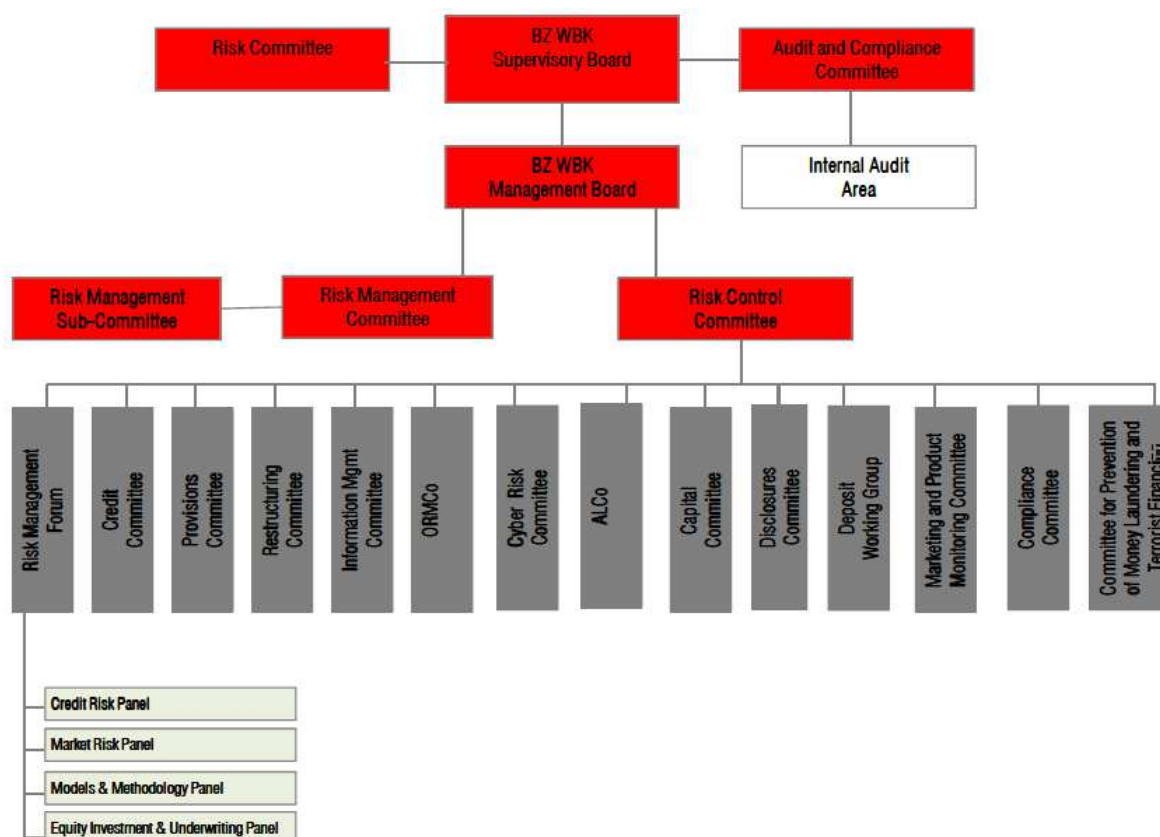 Risk Committee
BZ WBK
Supervisory Board
Audit and Compliance
Committee
BZ WBK
Management Board
Internal Audit
Area
Risk Management
Sub-Committee
Risk Management
Committee
Risk Control
Committee
Risk Management
Forum
Credit
Committee
Provisions
Committee
Restructuring
Committee
Information Mgmt
Committee
ORMCo
Cyber Risk
Committee
ALCo
Capital
Committee
Disclosures
Committee
Deposit
Working Group
Marketing and Product
Monitoring Committee
Compliance
Committee
Committee for Prevention
of Money Laundering and
Terrorist
Credit Risk Panel
Market Risk Panel
Models & Methodology Panel
Equity Investment & Underwriting Panel